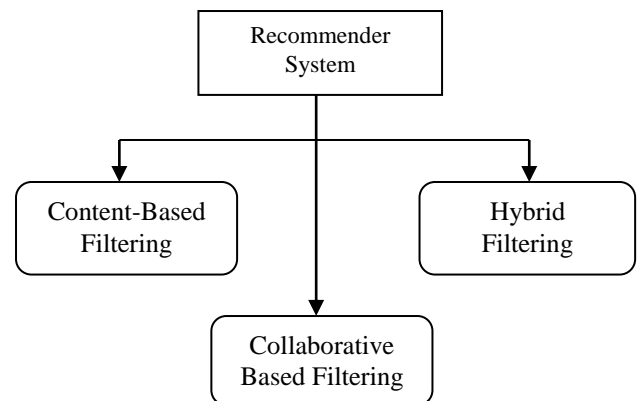 Recommender
System
Content-Based
Filtering
Hybrid
Filtering
Collaborative
Based Filtering